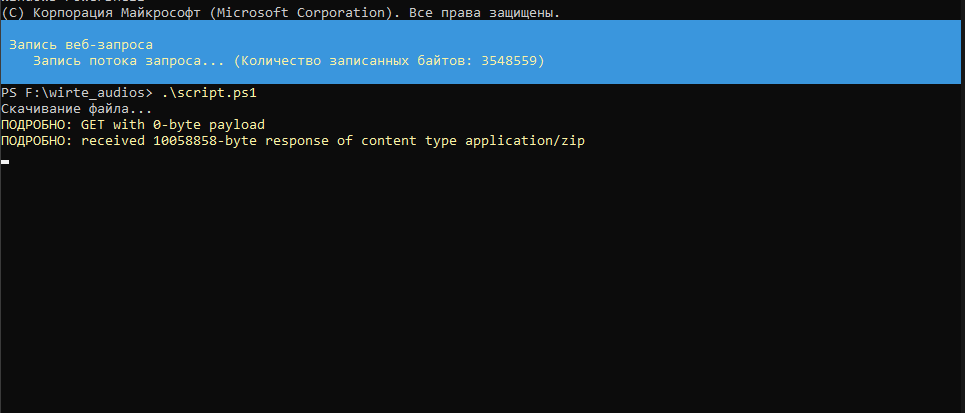 (C) Корпорация Майкрософт (Microsoft Corporation). Все права защищены.
Запись веб-запроса
Запись потока запроса... (Количество записанных байтов: 3548559)
PS F:\wirte_audios> .\script.ps1
Скачивание файла...
ПОДРОБНО: GET with 0-byte payload
ПОДРОБНО: received 10058858-byte response of content type application/zip